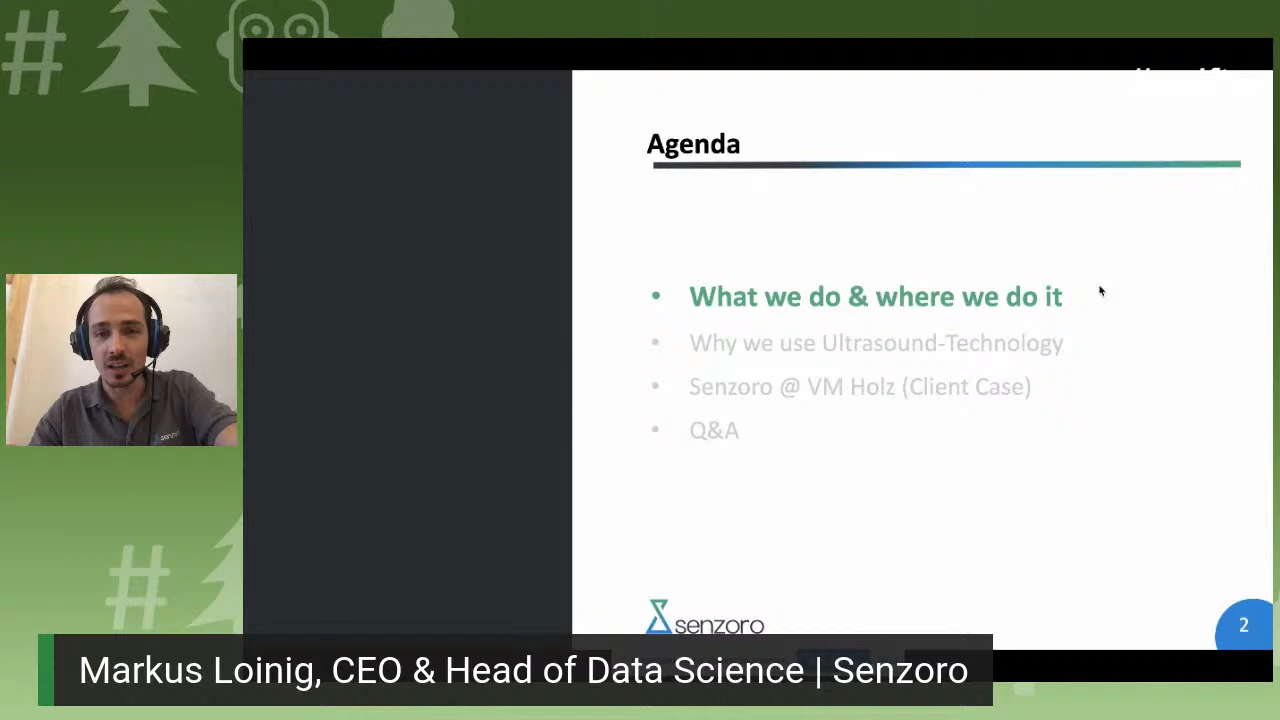 Agenda
• What we do & where we do it
• Why we use Ultrasound-Technology
• Senzoro @ VM Holz (Client Case)
• Q&A
senzoro
2
Markus Loinig, CEO & Head of Data Science | Senzoro